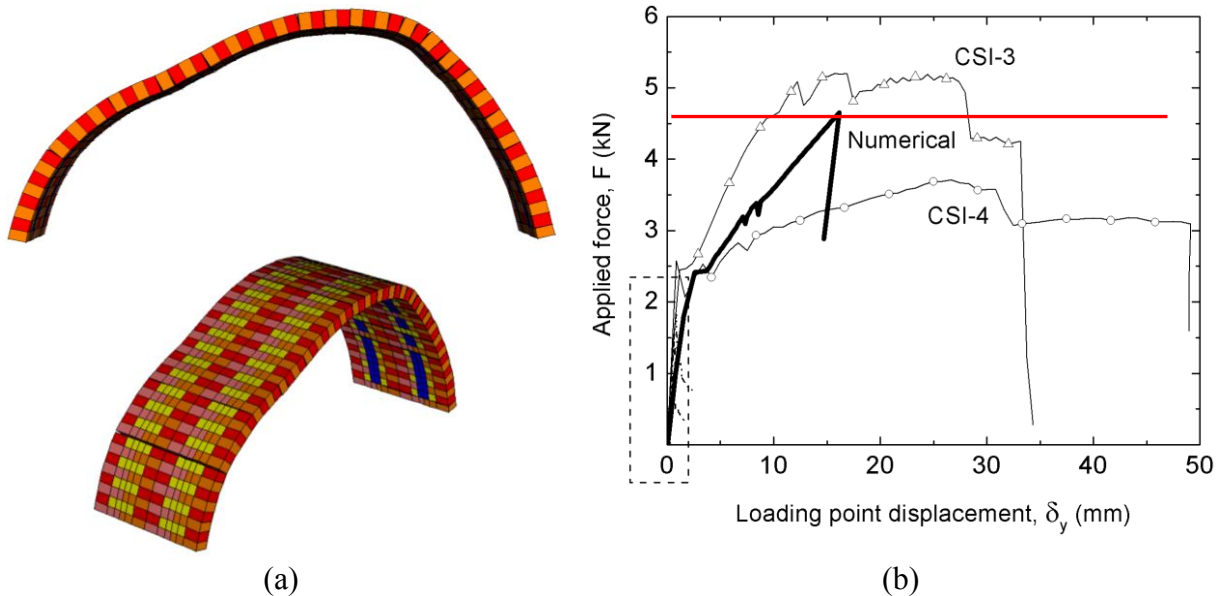 6
5
4
3
2
1
Applied force, F (kN)
CSI-3
Numerical
CSI-4
0 10 20 30 40 50
Loading point displacement, δy (mm)
(a) (b)